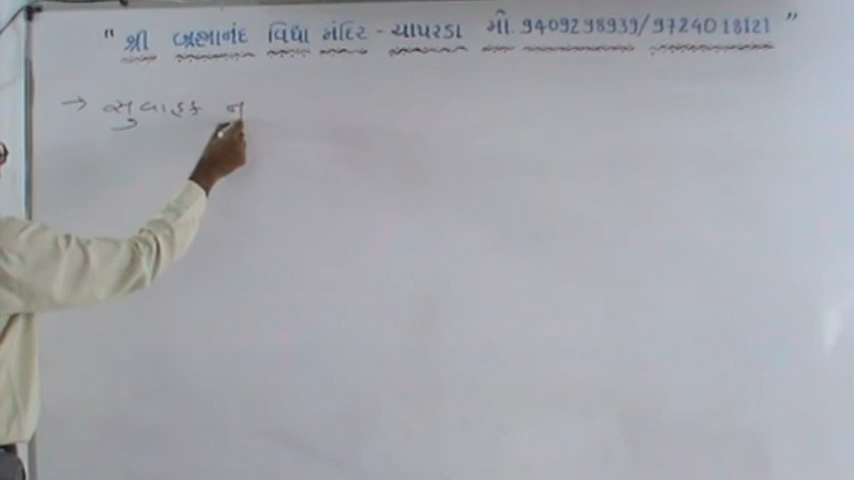 " શ્રી બ્રહ્માનંદ વિદ્યા મંદિર - ચાપરડા મો. 9409298939/9724018121 "
→ સુવાહક ન